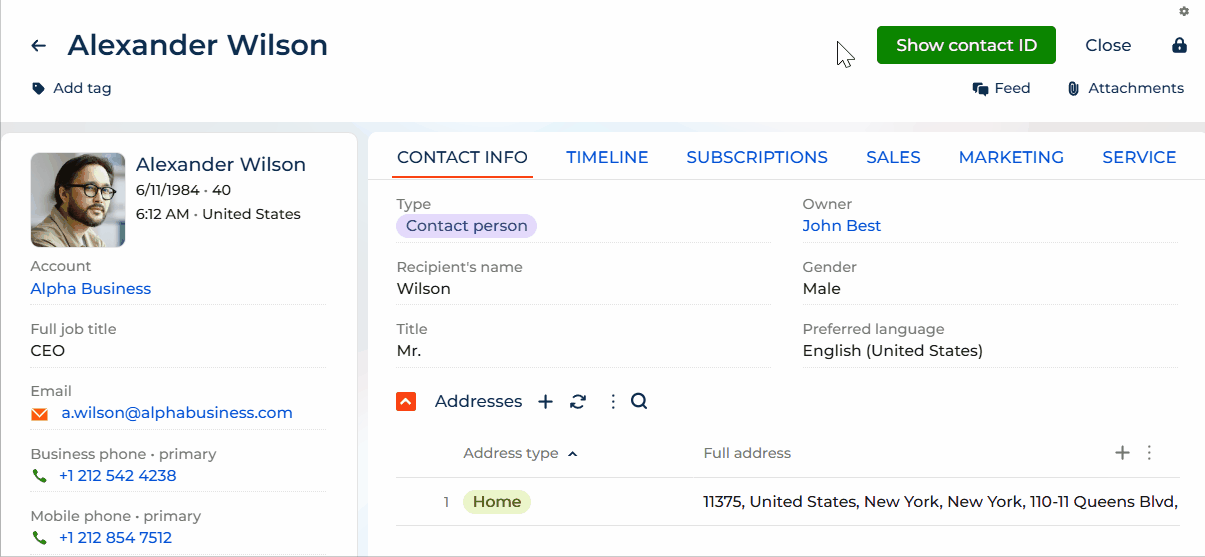 Alexander Wilson
Show contact ID
Close
Add tag
Feed
Attachments
Alexander Wilson
6/11/1984 · 40
6:12 AM · United States
Account
Alpha Business
Full job title
CEO
Email
a.wilson@alphabusiness.com
Business phone • primary
+1 212 542 4238
Mobile phone • primary
+1 212 854 7512
CONTACT INFO
TIMELINE
SUBSCRIPTIONS
SALES
MARKETING
SERVICE
Type
Contact person
Owner
John Best
Recipient's name
Wilson
Gender
Male
Title
Mr.
Preferred language
English (United States)
Addresses
Address type
Full address
1
Home
11375, United States, New York, New York, 110-11 Queens Blvd,